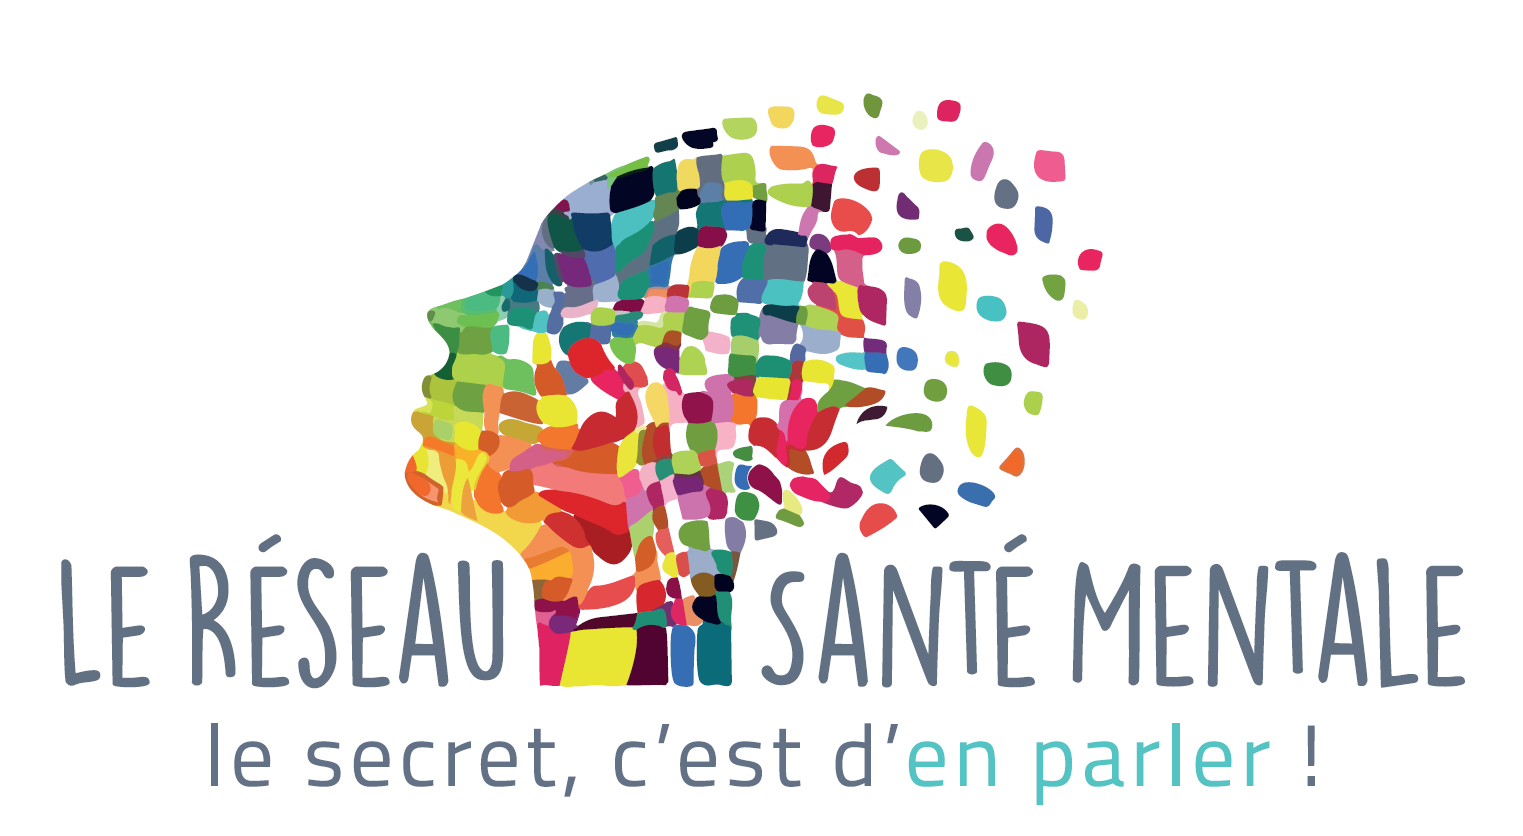 LE RÉSEAU SANTÉ MENTALE
le secret, c’est d’en parler !